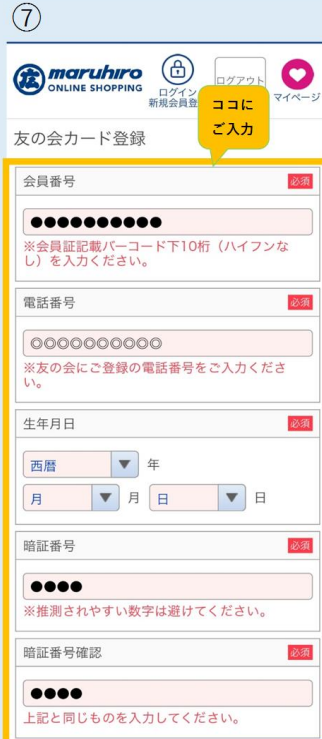 ⑦
maruhiro
ONLINE SHOPPING
ログイン
新規会員登
ログアウト
マイページ
ココに
ご入力
友の会カード登録
会員番号
必須
●●●●●●●●●●
※会員証記載バーコード下10桁（ハイフンな
し）を入力ください。
電話番号
必須
◎◎◎◎◎◎◎◎◎◎
※友の会にご登録の電話番号をご入力くださ
い。
生年月日
必須
西暦 ▼ 年
月 ▼ 月 日 ▼ 日
暗証番号
必須
●●●●
※推測されやすい数字は避けてください。
暗証番号確認
必須
●●●●
上記と同じものを入力してください。